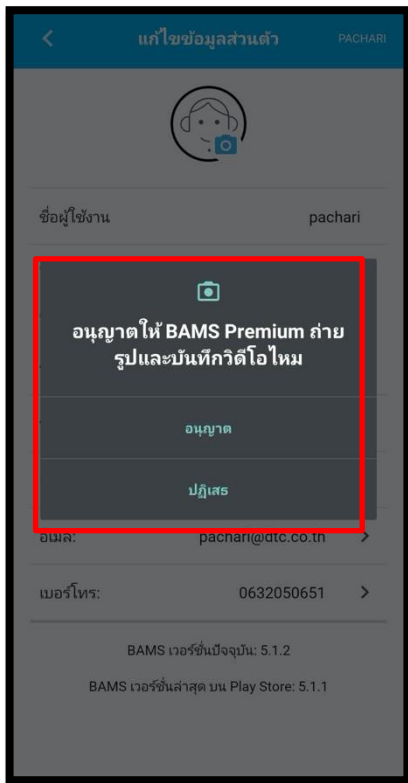 แก้ไขข้อมูลส่วนตัว PACHARI
ชื่อผู้ใช้งาน pachari
อนุญาตให้ BAMS Premium ถ่าย
รูปและบันทึกวิดีโอไหม
อนุญาต
ปฏิเสธ
อีเมล: pachari@dtc.co.th
เบอร์โทร: 0632050651
BAMS เวอร์ชั่นปัจจุบัน: 5.1.2
BAMS เวอร์ชั่นล่าสุด บน Play Store: 5.1.1